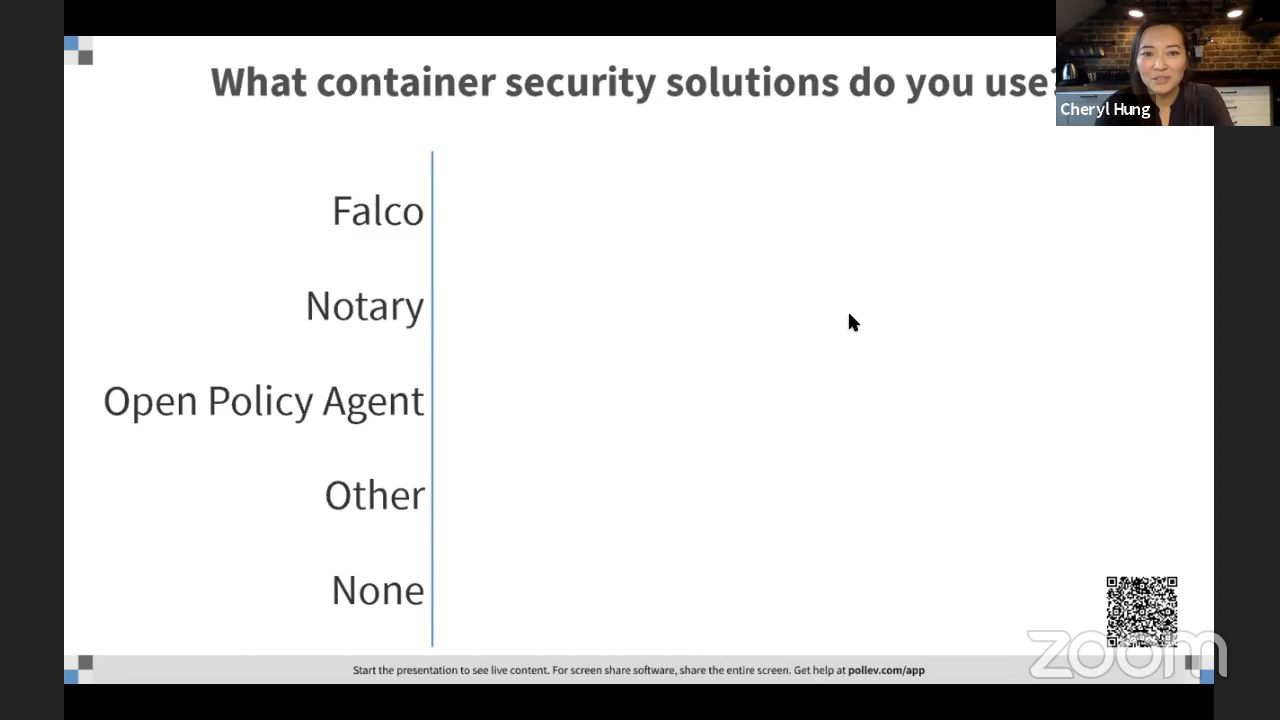 What container security solutions do you use?
Cheryl Hung
Falco
Notary
Open Policy Agent
Other
None
zoom
Start the presentation to see live content. For screen share software, share the entire screen. Get help at pollev.com/app